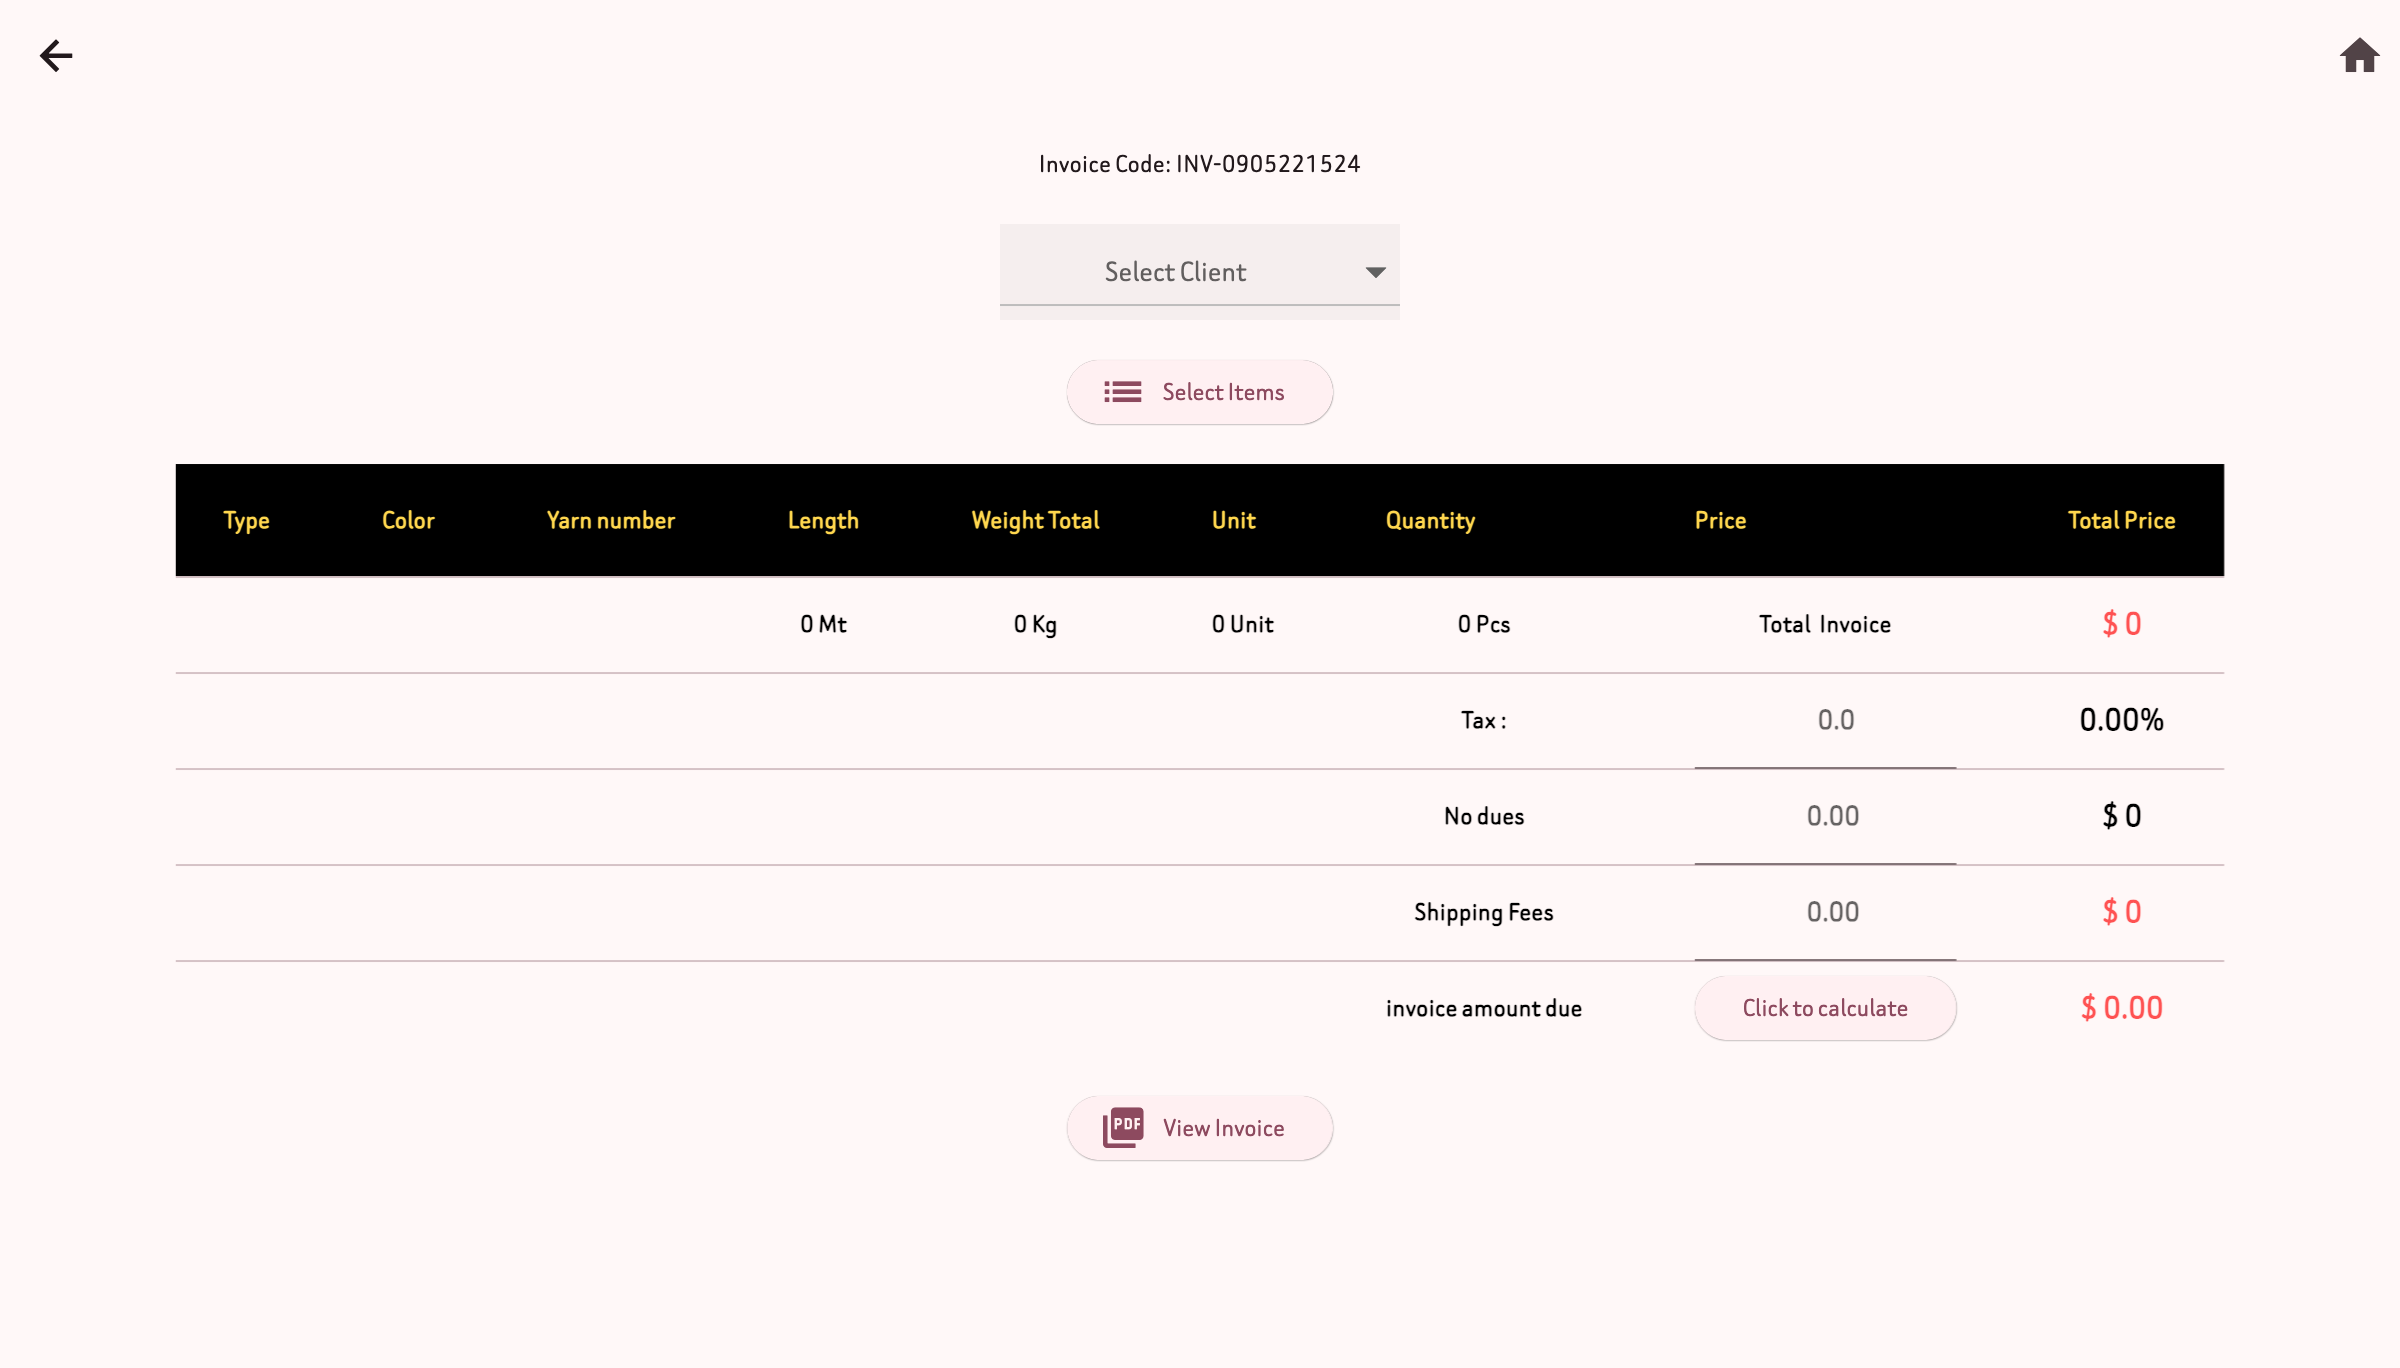 Invoice Code: INV-0905221524
Select Client
Select Items
Type Color Yarn number Length Weight Total Unit Quantity Price Total Price
0 Mt 0 Kg 0 Unit 0 Pcs Total Invoice $ 0
Tax : 0.0 0.00%
No dues 0.00 $ 0
Shipping Fees 0.00 $ 0
invoice amount due Click to calculate $ 0.00
PDF View Invoice